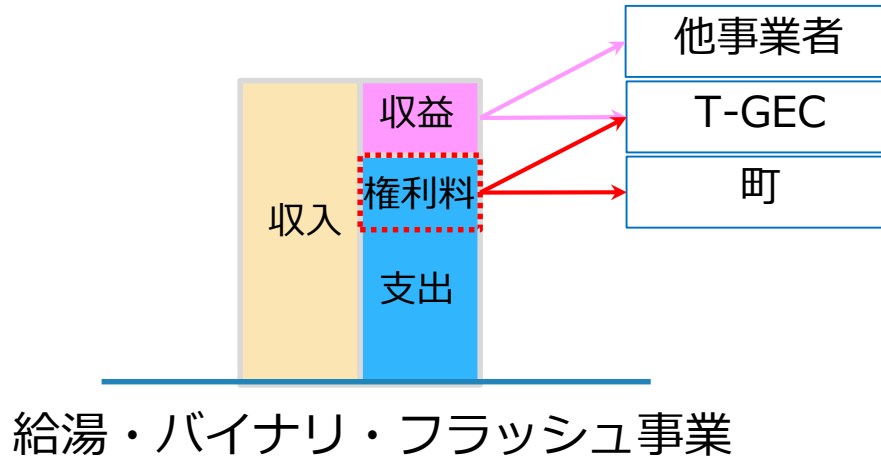 他事業者
T-GEC
町
収益
権利料
収入
支出
給湯・バイナリ・フラッシュ事業